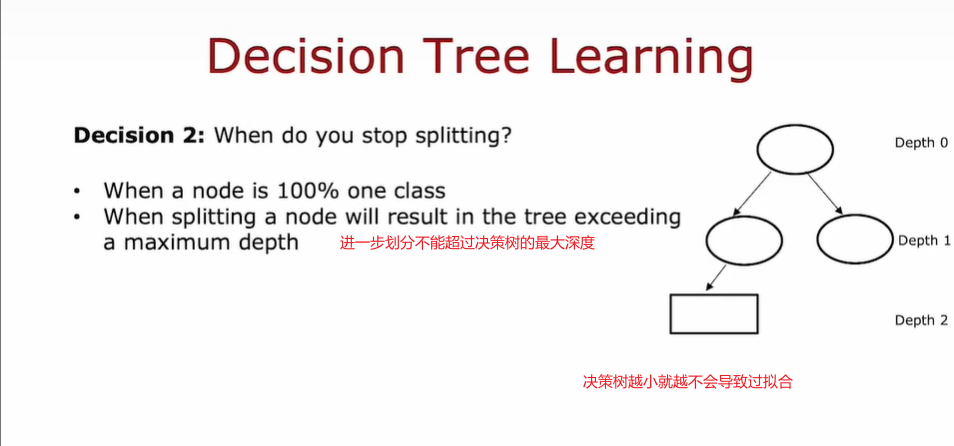 Decision Tree Learning
Decision 2: When do you stop splitting?
Depth 0
• When a node is 100% one class
• When splitting a node will result in the tree exceeding
a maximum depth 进一步划分不能超过决策树的最大深度
Depth 1
Depth 2
决策树越小就越不会导致过拟合